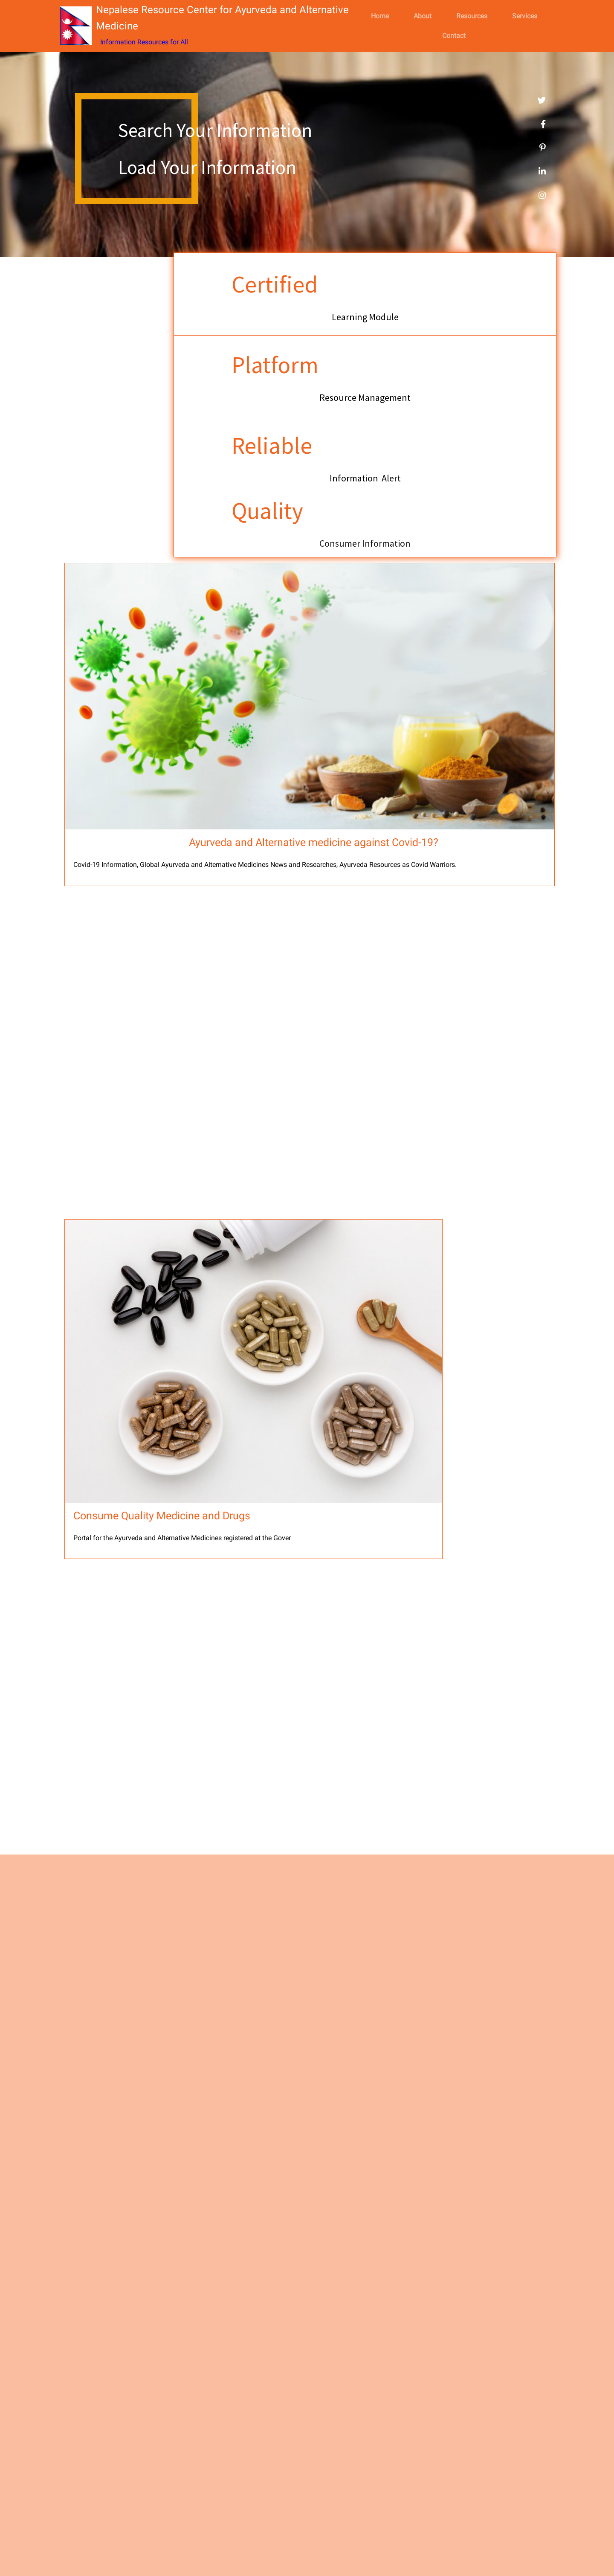 Nepalese Resource Center for Ayurveda and Alternative
Medicine
Information Resources for All
Home
About
Resources
Services
Contact
Search Your Information
Load Your Information
Certified
Learning Module
Platform
Resource Management
Reliable
Information Alert
Quality
Consumer Information
Ayurveda and Alternative medicine against Covid-19?
Covid-19 Information, Global Ayurveda and Alternative Medicines News and Researches, Ayurveda Resources as Covid Warriors.
Consume Quality Medicine and Drugs
Portal for the Ayurveda and Alternative Medicines registered at the Gover